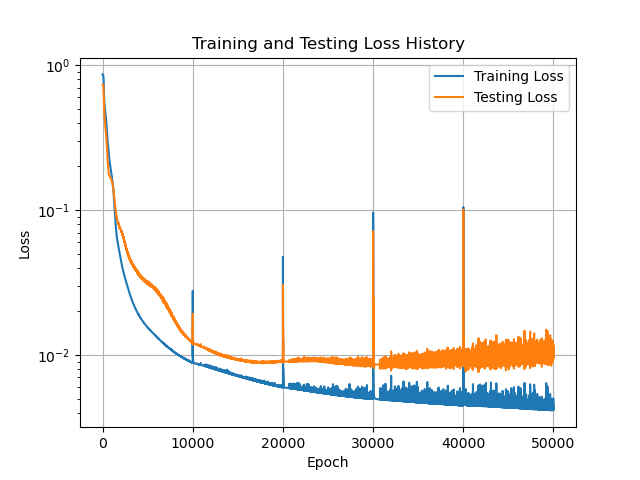 Training and Testing Loss History
Training Loss
Testing Loss
10⁰
10⁻¹
10⁻²
Loss
0
10000
20000
30000
40000
50000
Epoch